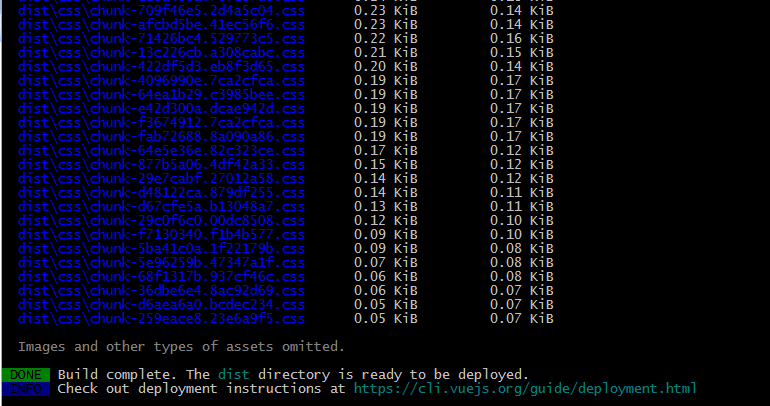 dist\css\chunk-709f46e5.2d4a5c04.css 0.23 KiB 0.14 KiB
dist\css\chunk-afcbd5be.41ec56f6.css 0.23 KiB 0.14 KiB
dist\css\chunk-71426bc4.529773c5.css 0.22 KiB 0.16 KiB
dist\css\chunk-13c226cb.a308cabc.css 0.21 KiB 0.15 KiB
dist\css\chunk-422df5d3.eb8f3d65.css 0.20 KiB 0.14 KiB
dist\css\chunk-4096990e.7ca2cfca.css 0.19 KiB 0.17 KiB
dist\css\chunk-64ea1b29.c3985bee.css 0.19 KiB 0.17 KiB
dist\css\chunk-e42d300a.dcae942d.css 0.19 KiB 0.17 KiB
dist\css\chunk-f3674912.7ca2cfca.css 0.19 KiB 0.17 KiB
dist\css\chunk-fab72688.8a090a86.css 0.19 KiB 0.17 KiB
dist\css\chunk-64e5e36e.82c323ce.css 0.17 KiB 0.12 KiB
dist\css\chunk-877b5a06.4df42a33.css 0.15 KiB 0.12 KiB
dist\css\chunk-29e7cabf.27012a58.css 0.14 KiB 0.12 KiB
dist\css\chunk-d48122ca.879df255.css 0.14 KiB 0.11 KiB
dist\css\chunk-d67cfe5a.b13048a7.css 0.13 KiB 0.11 KiB
dist\css\chunk-29c0f6c0.00dc8508.css 0.12 KiB 0.10 KiB
dist\css\chunk-f7130340.f1b4b577.css 0.09 KiB 0.10 KiB
dist\css\chunk-5ba41c0a.1f22179b.css 0.09 KiB 0.08 KiB
dist\css\chunk-5e96259b.47347a1f.css 0.07 KiB 0.08 KiB
dist\css\chunk-68f1317b.937cf46c.css 0.06 KiB 0.08 KiB
dist\css\chunk-36dbe6e4.8ac92d69.css 0.06 KiB 0.07 KiB
dist\css\chunk-d6aea6a0.bcdec234.css 0.05 KiB 0.07 KiB
dist\css\chunk-259eace8.23e6a9f5.css 0.05 KiB 0.07 KiB
Images and other types of assets omitted.
DONE Build complete. The dist directory is ready to be deployed.
INFO Check out deployment instructions at https://cli.vuejs.org/guide/deployment.html